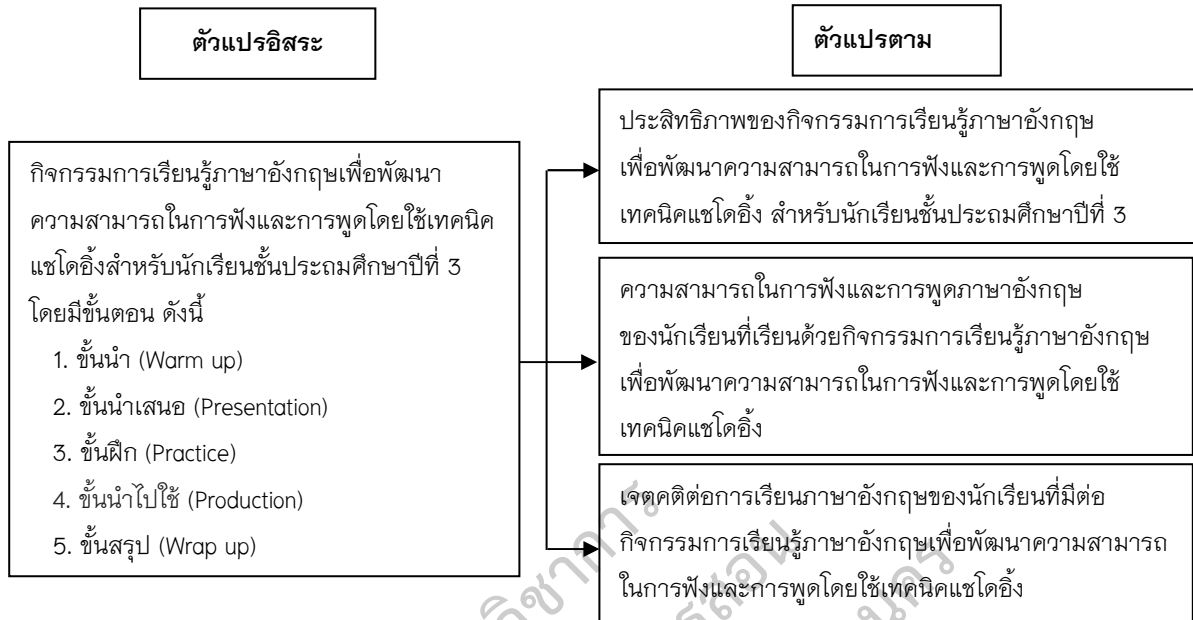 ตัวแปรอิสระ
ตัวแปรตาม
กิจกรรมการเรียนรู้ภาษาอังกฤษเพื่อพัฒนา
ความสามารถในการฟังและการพูดโดยใช้เทคนิค
แชโดอิ้งสำหรับนักเรียนชั้นประถมศึกษาปีที่ 3
โดยมีขั้นตอน ดังนี้
1. ขั้นนำ (Warm up)
2. ขั้นนำเสนอ (Presentation)
3. ขั้นฝึก (Practice)
4. ขั้นนำไปใช้ (Production)
5. ขั้นสรุป (Wrap up)
ประสิทธิภาพของกิจกรรมการเรียนรู้ภาษาอังกฤษ
เพื่อพัฒนาความสามารถในการฟังและการพูดโดยใช้
เทคนิคแชโดอิ้ง สำหรับนักเรียนชั้นประถมศึกษาปีที่ 3
ความสามารถในการฟังและการพูดภาษาอังกฤษ
ของนักเรียนที่เรียนด้วยกิจกรรมการเรียนรู้ภาษาอังกฤษ
เพื่อพัฒนาความสามารถในการฟังและการพูดโดยใช้
เทคนิคแชโดอิ้ง
เจตคติต่อการเรียนภาษาอังกฤษของนักเรียนที่มีต่อ
กิจกรรมการเรียนรู้ภาษาอังกฤษเพื่อพัฒนาความสามารถ
ในการฟังและการพูดโดยใช้เทคนิคแชโดอิ้ง